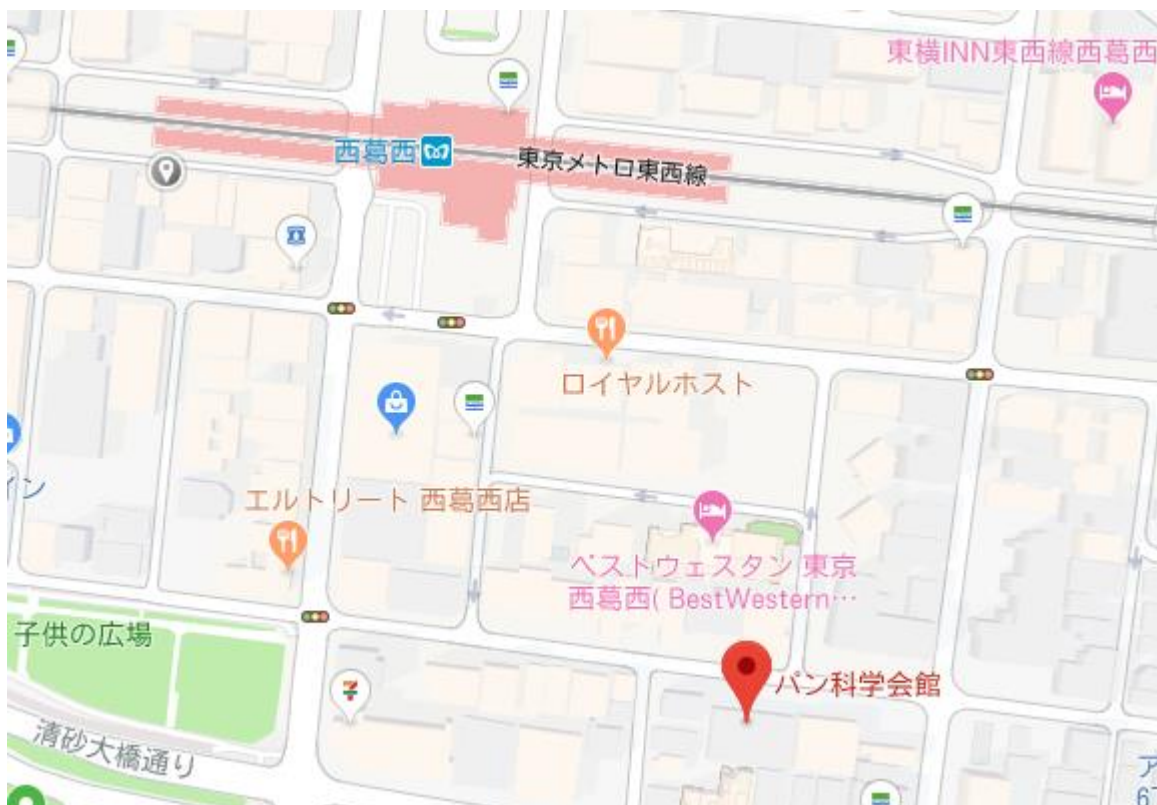 東横INN東西線西葛西
西葛西
東京メトロ東西線
ロイヤルホスト
イン
エルトリート 西葛西店
ベストウェスタン 東京
西葛西( BestWestern…
子供の広場
パン科学会館
清砂大橋通り
ア